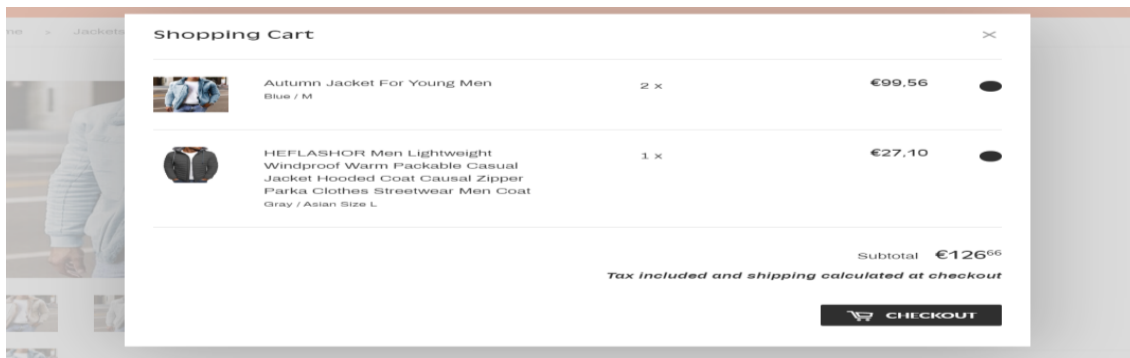 Shopping Cart
me > Jackets
Autumn Jacket For Young Men
2 x
€99,56
Blue / M
HEFLASHOR Men Lightweight
1 x
€27,10
Windproof Warm Packable Casual
Jacket Hooded Coat Causal Zipper
Parka Clothes Streetwear Men Coat
Gray / Asian Size L
Subtotal €126⁶⁶
Tax included and shipping calculated at checkout
CHECKOUT